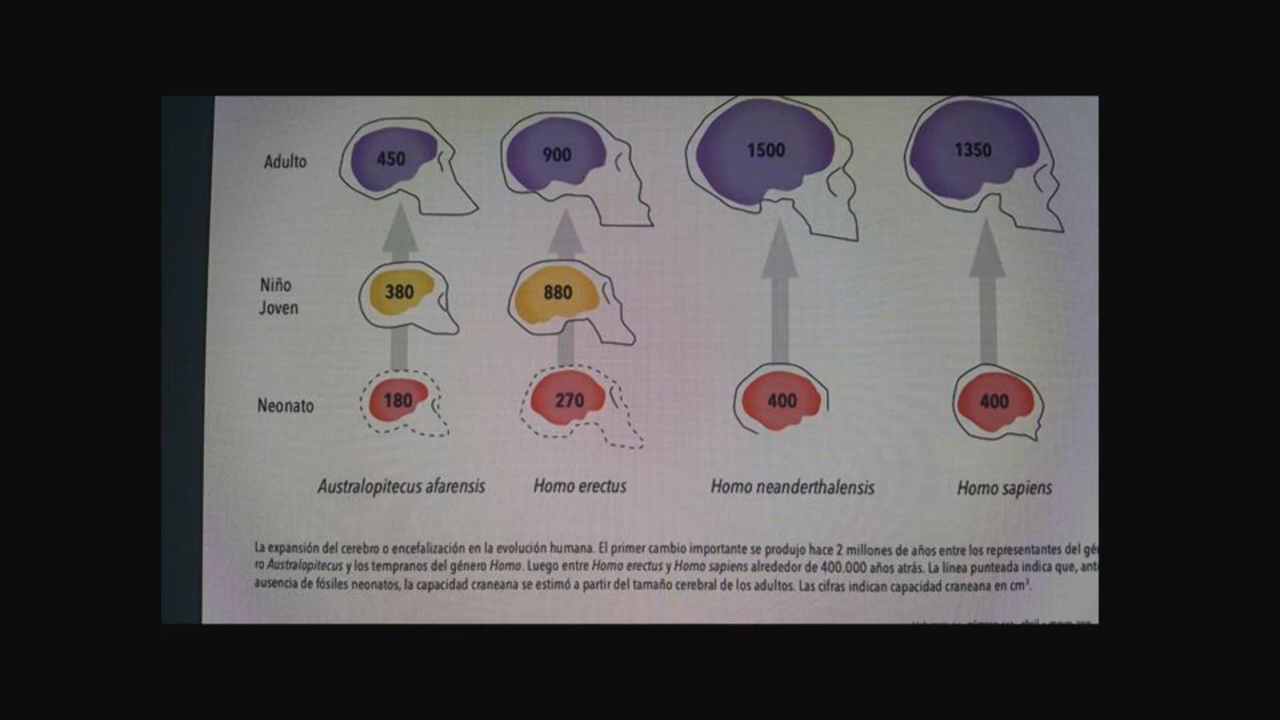 Adulto
450
900
1500
1350
Niño
Joven
380
880
Neonato
180
270
400
400
Australopitecus afarensis
Homo erectus
Homo neanderthalensis
Homo sapiens
La expansión del cerebro o encefalización en la evolución humana. El primer cambio importante se produjo hace 2 millones de años entre los representantes del gé
ro Australopitecus y los tempranos del género Homo. Luego entre Homo erectus y Homo sapiens alrededor de 400.000 años atrás. La línea punteada indica que, ant
ausencia de fósiles neonatos, la capacidad craneana se estimó a partir del tamaño cerebral de los adultos. Las cifras indican capacidad craneana en cm³.